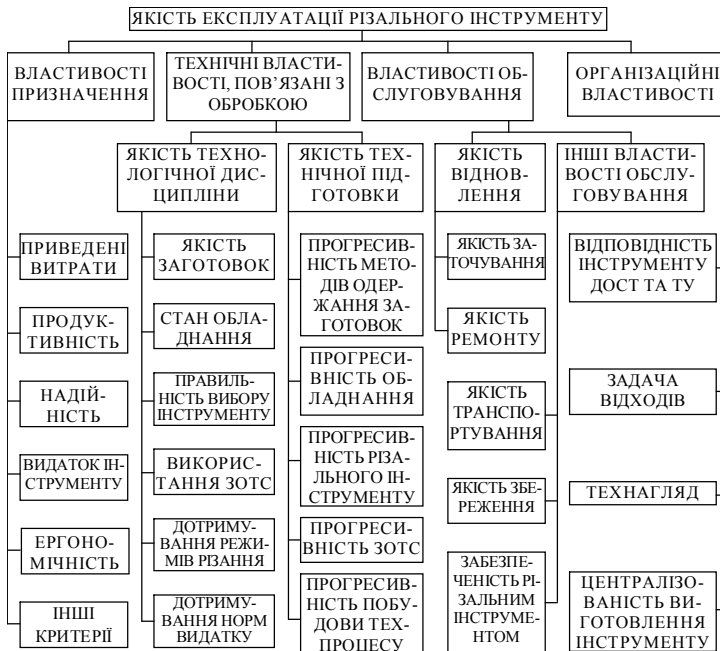 ЯКІСТЬ ЕКСПЛУАТАЦІЇ РІЗАЛЬНОГО ІНСТРУМЕНТУ
ВЛАСТИВОСТІ
ПРИЗНАЧЕННЯ
ТЕХНІЧНІ ВЛАСТИ-
ВОСТІ, ПОВ’ЯЗАНІ З
ОБРОБКОЮ
ВЛАСТИВОСТІ ОБ-
СЛУГОВУВАННЯ
ОРГАНІЗАЦІЙНІ
ВЛАСТИВОСТІ
ЯКІСТЬ ТЕХНО-
ЛОГІЧНОЇ ДИС-
ЦИПЛІНИ
ЯКІСТЬ ТЕХ-
НІЧНОЇ ПІД-
ГОТОВКИ
ЯКІСТЬ
ВІДНОВ-
ЛЕННЯ
ІНШІ ВЛАСТИ-
ВОСТІ ОБСЛУ-
ГОВУВАННЯ
ПРИВЕДЕНІ
ВИТРАТИ
ПРОДУК-
ТИВНІСТЬ
НАДІЙ-
НІСТЬ
ВИДАТОК ІН-
СТРУМЕНТУ
ЕРГОНО-
МІЧНІСТЬ
ІНШІ
КРИТЕРІЇ
ЯКІСТЬ
ЗАГОТОВОК
СТАН ОБЛА-
ДНАННЯ
ПРАВИЛЬ-
НІСТЬ ВИБОРУ
ІНСТРУМЕНТУ
ВИКОРИС-
ТАННЯ ЗОТС
ДОТРИМУ-
ВАННЯ РЕЖИ-
МІВ РІЗАННЯ
ДОТРИМУ-
ВАННЯ НОРМ
ВИДАТКУ
ПРОГРЕСИВ-
НІСТЬ МЕТО-
ДІВ ОДЕР-
ЖАННЯ ЗА-
ГОТОВОК
ПРОГРЕСИ-
ВНІСТЬ ОБ-
ЛАДНАННЯ
ПРОГРЕСИВ-
НІСТЬ РІЗА-
ЛЬНОГО ІН-
СТРУМЕНТУ
ПРОГРЕСИ-
ВНІСТЬ ЗОТС
ПРОГРЕСИВ-
НІСТЬ ПОБУ-
ДОВИ ТЕХ-
ПРОЦЕСУ
ЯКІСТЬ ЗА-
ТОЧУВАННЯ
ЯКІСТЬ
РЕМОНТУ
ЯКІСТЬ
ТРАНСПО-
РТУВАННЯ
ЯКІСТЬ ЗБЕ-
РЕЖЕННЯ
ЗАБЕЗПЕ-
ЧЕНІСТЬ РІ-
ЗАЛЬНИМ
ІНСТРУМЕ-
НТОМ
ВІДПОВІДНІСТЬ
ІНСТРУМЕНТУ
ДОСТ ТА ТУ
ЗАДАЧА
ВІДХОДІВ
ТЕХНАГЛЯД
ЦЕНТРАЛІЗО-
ВАНІСТЬ ВИ-
ГОТОВЛЕННЯ
ІНСТРУМЕНТУ